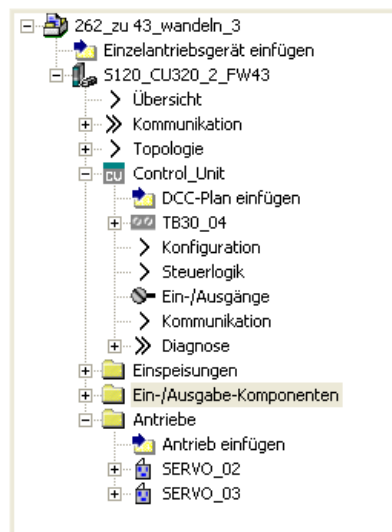 262_zu 43_wandeln_3
Einzelantriebsgerät einfügen
S120_CU320_2_FW43
Übersicht
Kommunikation
Topologie
CU Control_Unit
DCC-Plan einfügen
TB30_04
Konfiguration
Steuerlogik
Ein-/Ausgänge
Kommunikation
Diagnose
Einspeisungen
Ein-/Ausgabe-Komponenten
Antriebe
Antrieb einfügen
SERVO_02
SERVO_03